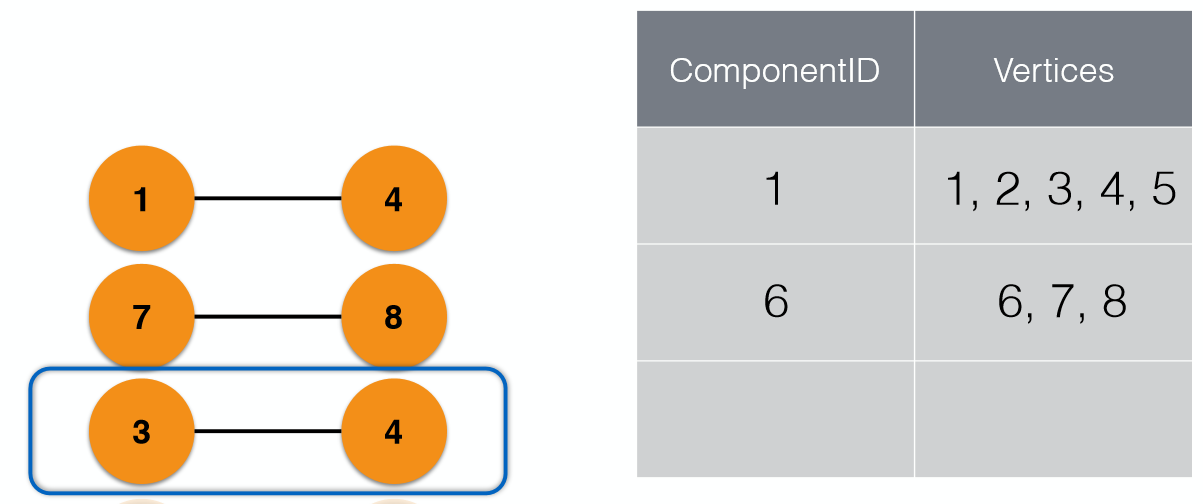 1 4
7 8
3 4
ComponentID Vertices
1 1, 2, 3, 4, 5
6 6, 7, 8